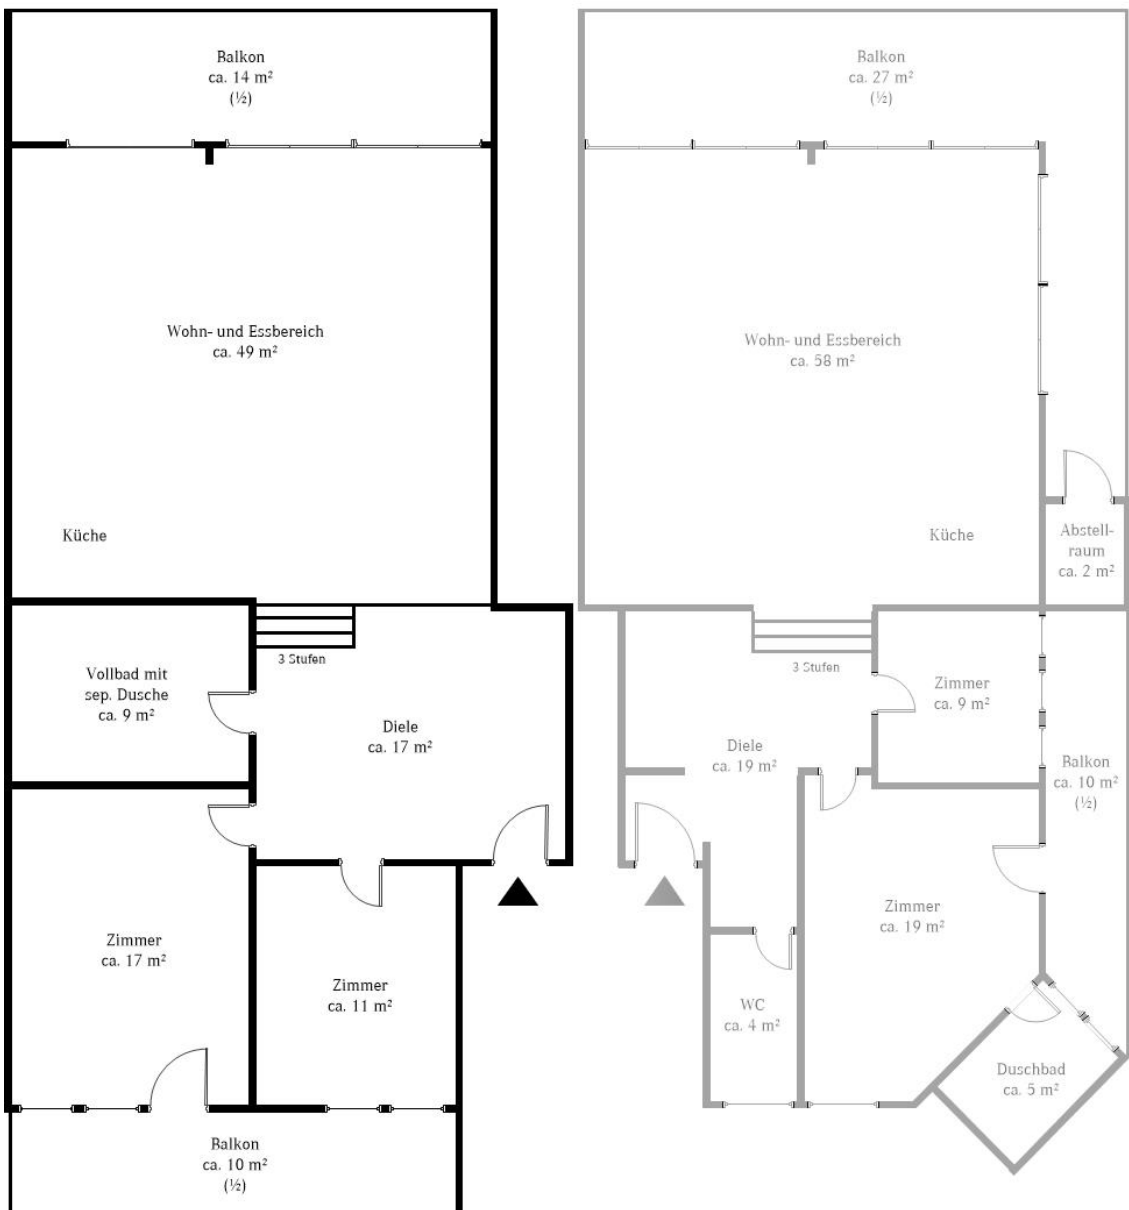 Balkon
ca. 14 m²
(½)
Wohn- und Essbereich
ca. 49 m²
Küche
3 Stufen
Vollbad mit
sep. Dusche
ca. 9 m²
Diele
ca. 17 m²
Zimmer
ca. 17 m²
Zimmer
ca. 11 m²
Balkon
ca. 10 m²
(½)
Balkon
ca. 27 m²
(½)
Wohn- und Essbereich
ca. 58 m²
Küche
Abstell-
raum
ca. 2 m²
3 Stufen
Zimmer
ca. 9 m²
Diele
ca. 19 m²
Balkon
ca. 10 m²
(½)
Zimmer
ca. 19 m²
WC
ca. 4 m²
Duschbad
ca. 5 m²